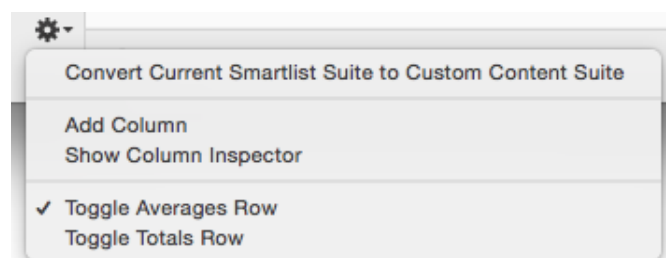 Convert Current Smartlist Suite to Custom Content Suite
Add Column
Show Column Inspector
✓ Toggle Averages Row
Toggle Totals Row